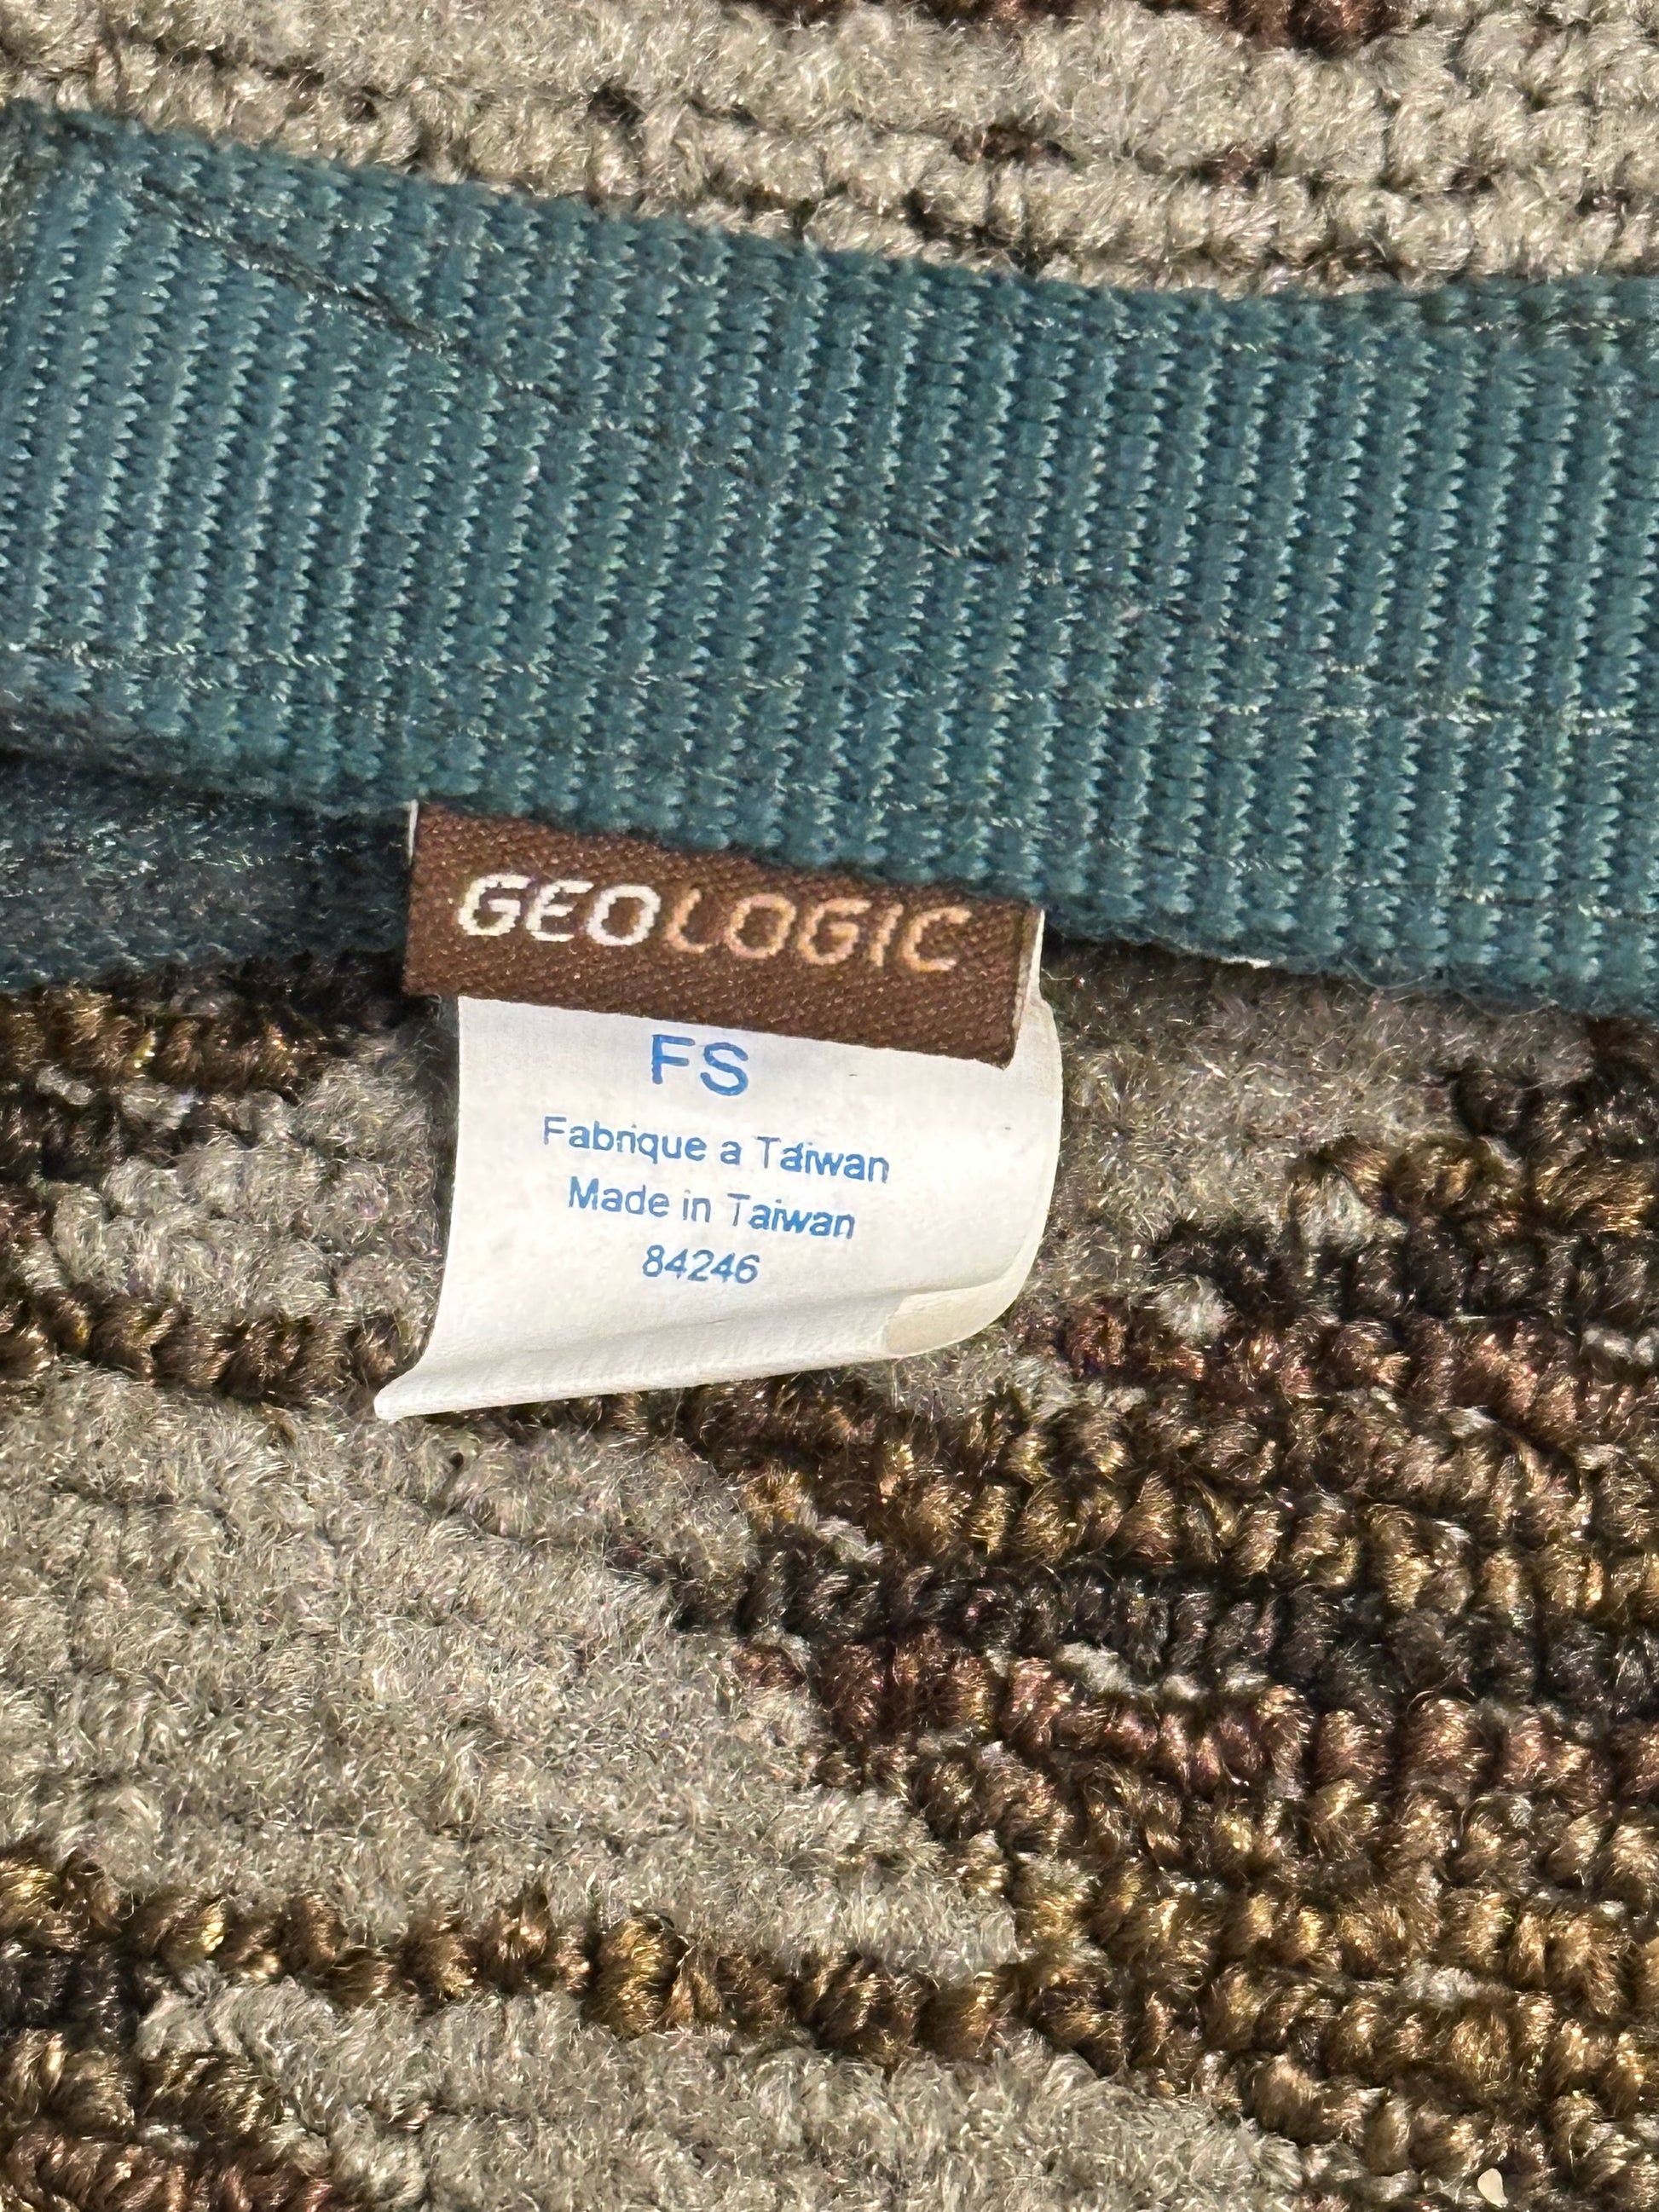 GEOLOGIC
FS
Fabrique a Taiwan
Made in Taiwan
84246